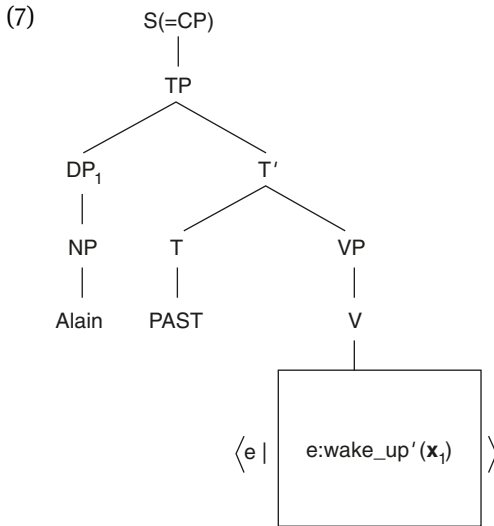 (7)
S(=CP)
TP
DP₁ T′
NP T VP
Alain PAST V
⟨e | e:wake_up′(x₁) ⟩